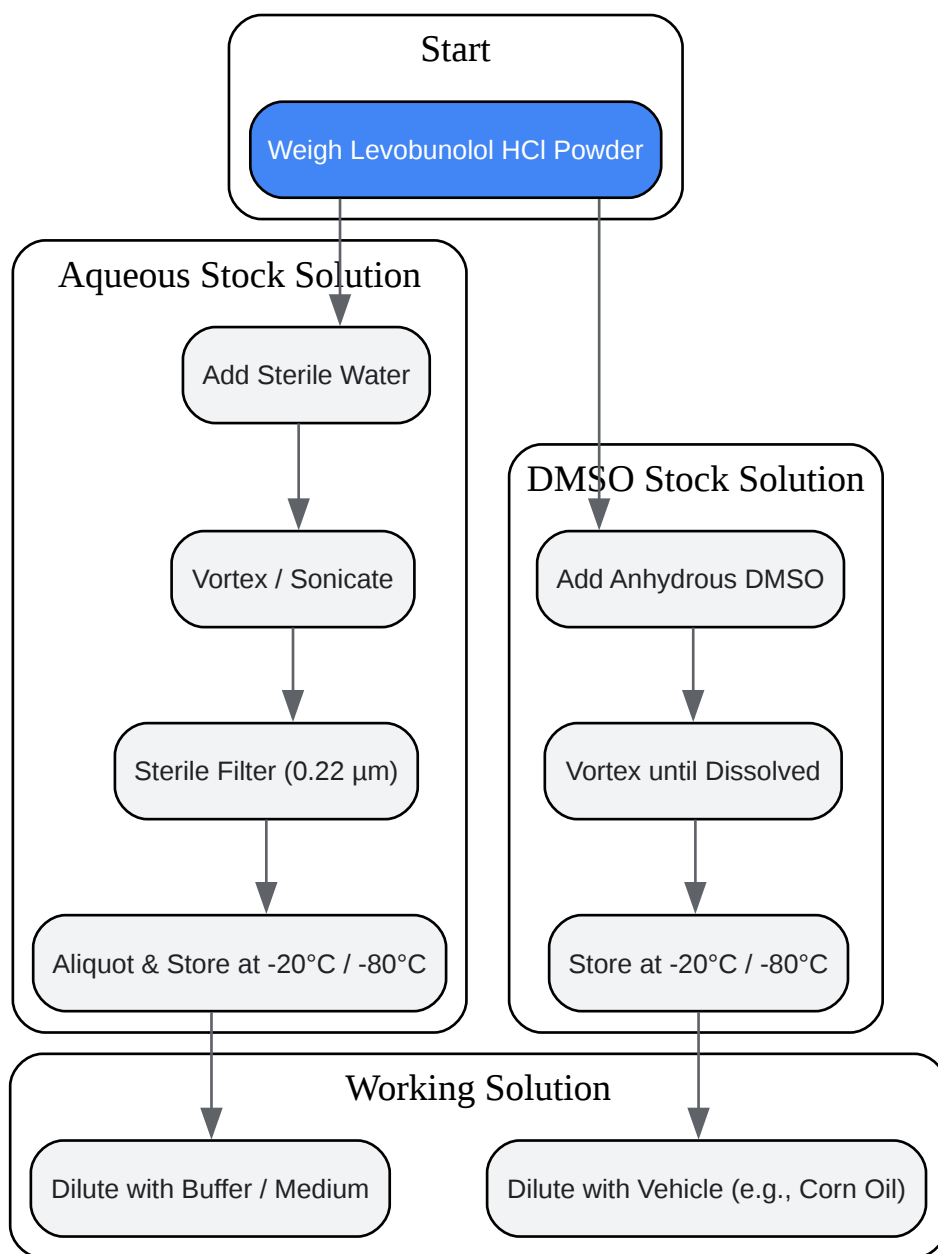 Start
Weigh Levobunolol HCl Powder
Aqueous Stock Solution
Add Sterile Water
Vortex / Sonicate
Sterile Filter (0.22 µm)
Aliquot & Store at -20°C / -80°C
DMSO Stock Solution
Add Anhydrous DMSO
Vortex until Dissolved
Store at -20°C / -80°C
Working Solution
Dilute with Buffer / Medium
Dilute with Vehicle (e.g., Corn Oil)